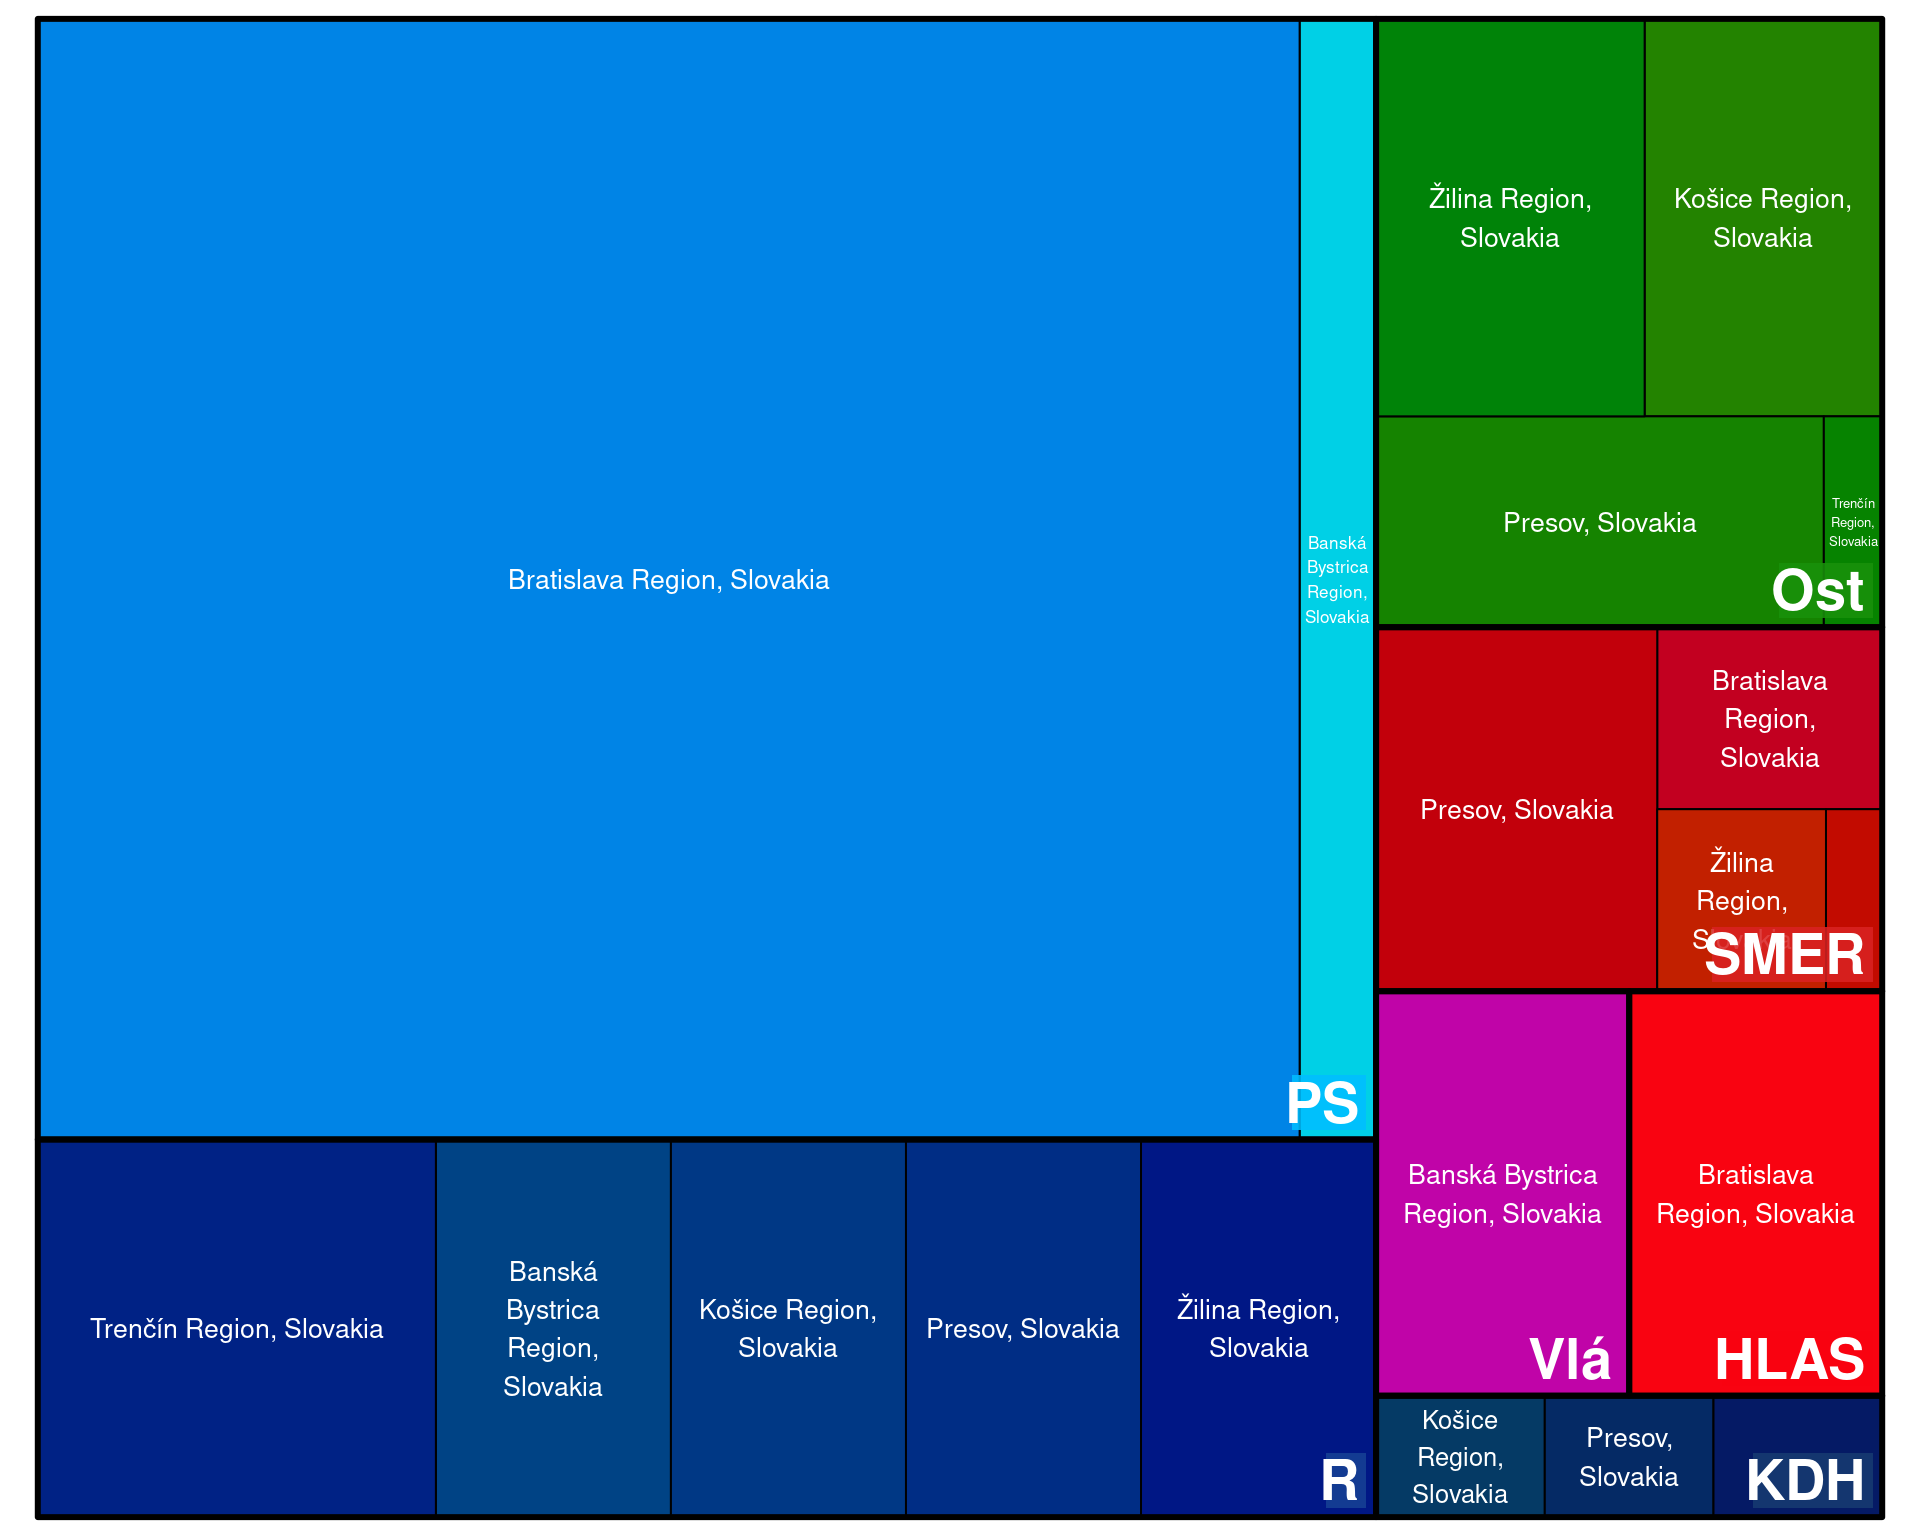 Bratislava Region, Slovakia
Banská
Bystrica
Region,
Slovakia
PS
Trenčín Region, Slovakia
Banská
Bystrica
Region,
Slovakia
Košice Region,
Slovakia
Presov, Slovakia
Žilina Region,
Slovakia
R
Žilina Region,
Slovakia
Košice Region,
Slovakia
Presov, Slovakia
Trenčín
Region,
Slovakia
Ost
Presov, Slovakia
Bratislava
Region,
Slovakia
Žilina
Region,
SMER
Banská Bystrica
Region, Slovakia
Vlá
Bratislava
Region, Slovakia
HLAS
Košice
Region,
Slovakia
Presov,
Slovakia
KDH